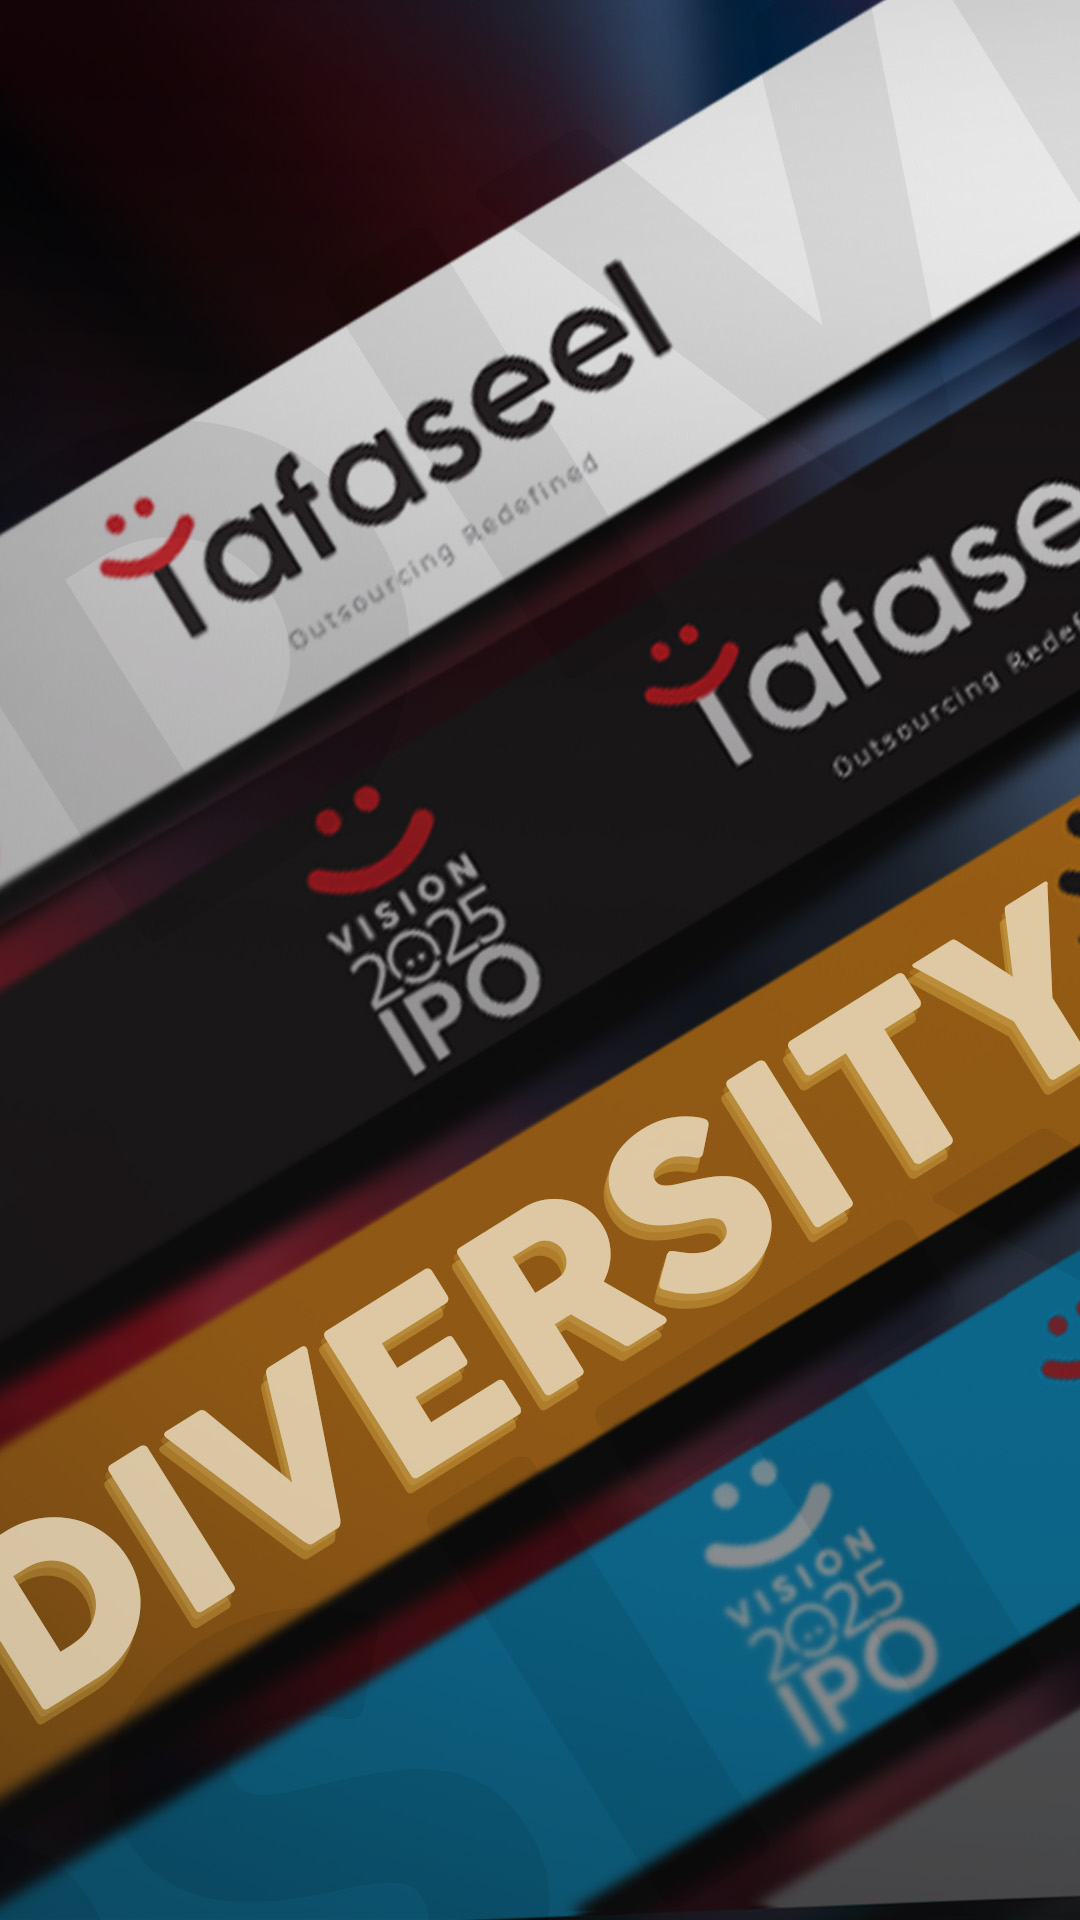 Tafaseel
Outsourcing Redefined
Tafase
Outsourcing Redef
VISION
2025
IPO
DIVERSITY
VISION
2025
IPO